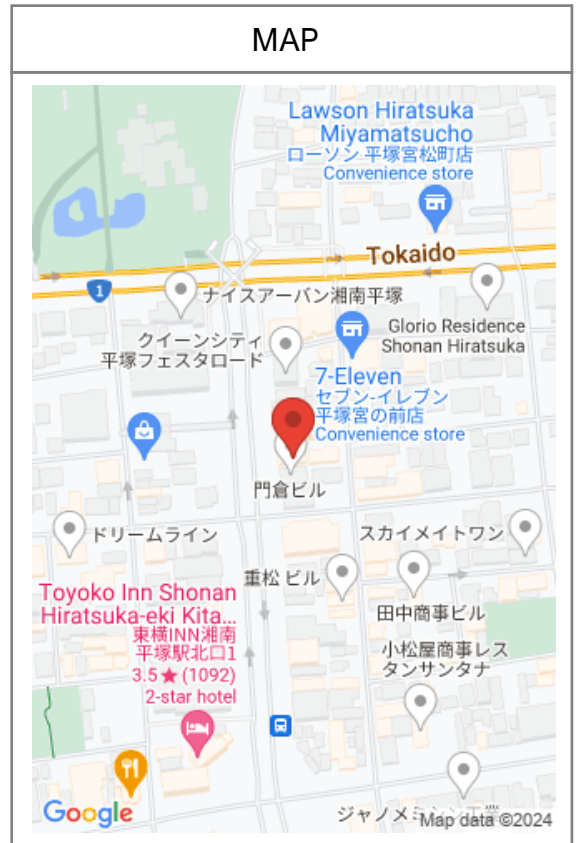 MAP
Lawson Hiratsuka
Miyamatsucho
ローソン 平塚宮松町店
Convenience store
Tokaido
1
ナイスアーバン湘南平塚
クイーンシティ
平塚フェスタロード
Glorio Residence
Shonan Hiratsuka
7-Eleven
セブン-イレブン
平塚宮の前店
Convenience store
門倉ビル
ドリームライン
スカイメイトワン
重松 ビル
田中商事ビル
Toyoko Inn Shonan
Hiratsuka-eki Kita...
東横INN湘南
平塚駅北口1
3.5★(1092)
2-star hotel
小松屋商事レス
タンサンタナ
Google
ジャノメミ
Map data ©2024